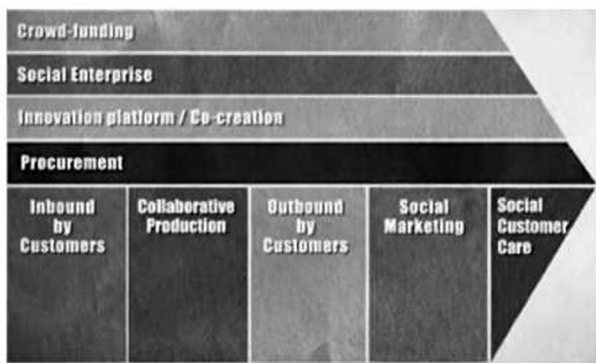 Crowd-funding
Social Enterprise
Innovation platform / Co-creation
Procurement
Inbound
by
Customers
Collaborative
Production
Outbound
by
Customers
Social
Marketing
Social
Customer
Care